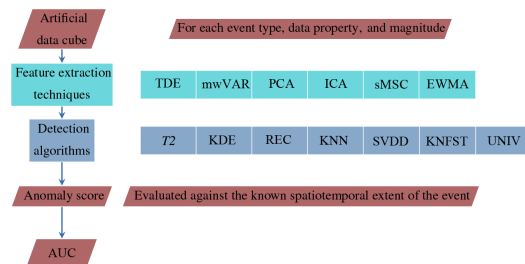 Artificial
data cube
For each event type, data property, and magnitude
Feature extraction
techniques
TDE mwVAR PCA ICA sMSC EWMA
Detection
algorithms
T2 KDE REC KNN SVDD KNFST UNIV
Anomaly score
Evaluated against the known spatiotemporal extent of the event
AUC